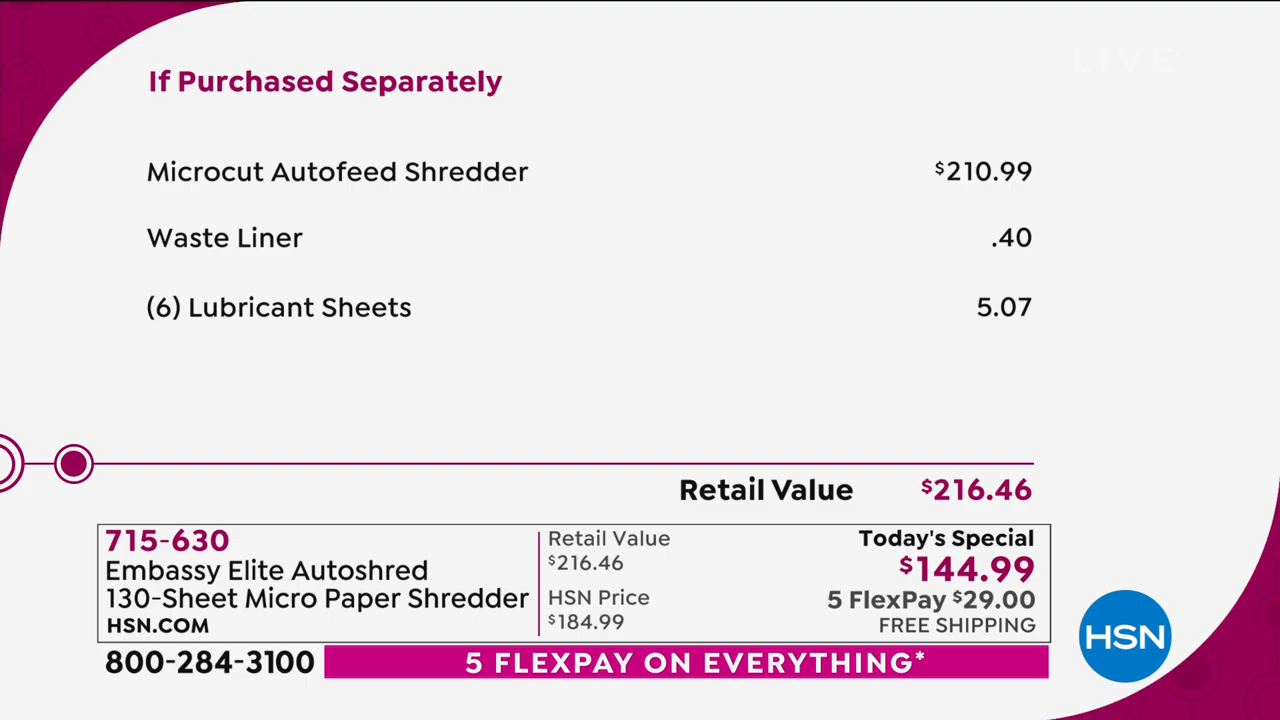 LIVE
If Purchased Separately
Microcut Autofeed Shredder $210.99
Waste Liner .40
(6) Lubricant Sheets 5.07
Retail Value $216.46
715-630
Embassy Elite Autoshred
130-Sheet Micro Paper Shredder
HSN.COM
Retail Value
$216.46
HSN Price
$184.99
Today's Special
$144.99
5 FlexPay $29.00
FREE SHIPPING
HSN
800-284-3100
5 FLEXPAY ON EVERYTHING*